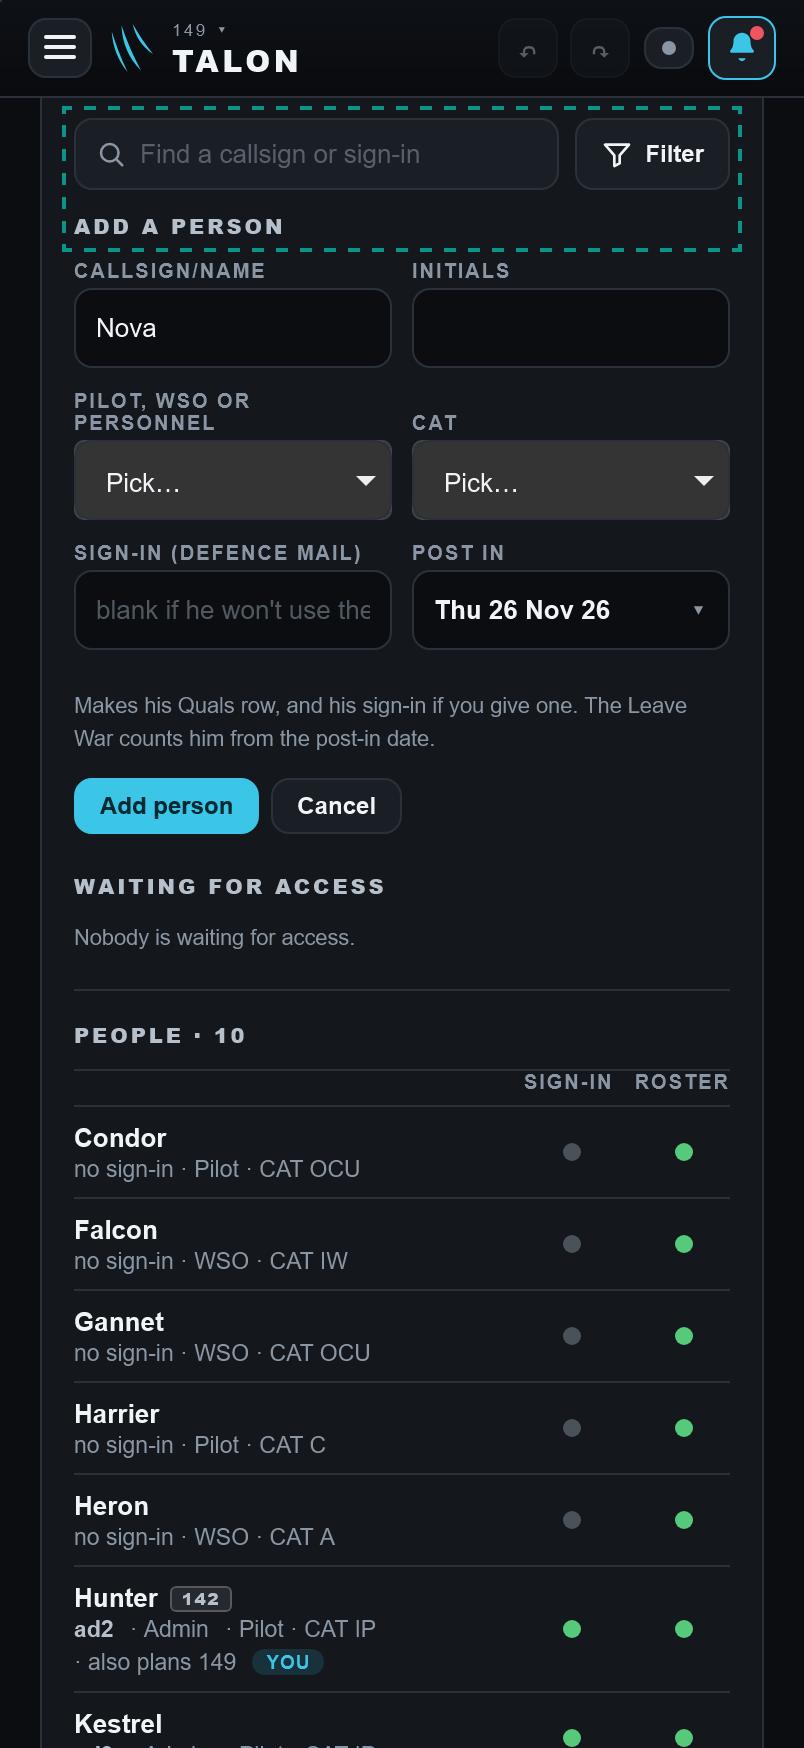 149 ▾
TALON
Find a callsign or sign-in
Filter
ADD A PERSON
CALLSIGN/NAME
INITIALS
Nova
PILOT, WSO OR
PERSONNEL
CAT
Pick…
Pick…
SIGN-IN (DEFENCE MAIL)
POST IN
blank if he won't use the
Thu 26 Nov 26 ▾
Makes his Quals row, and his sign-in if you give one. The Leave
War counts him from the post-in date.
Add person
Cancel
WAITING FOR ACCESS
Nobody is waiting for access.
PEOPLE · 10
SIGN-IN ROSTER
Condor
no sign-in · Pilot · CAT OCU
Falcon
no sign-in · WSO · CAT IW
Gannet
no sign-in · WSO · CAT OCU
Harrier
no sign-in · Pilot · CAT C
Heron
no sign-in · WSO · CAT A
Hunter 142
ad2 · Admin · Pilot · CAT IP
· also plans 149 YOU
Kestrel